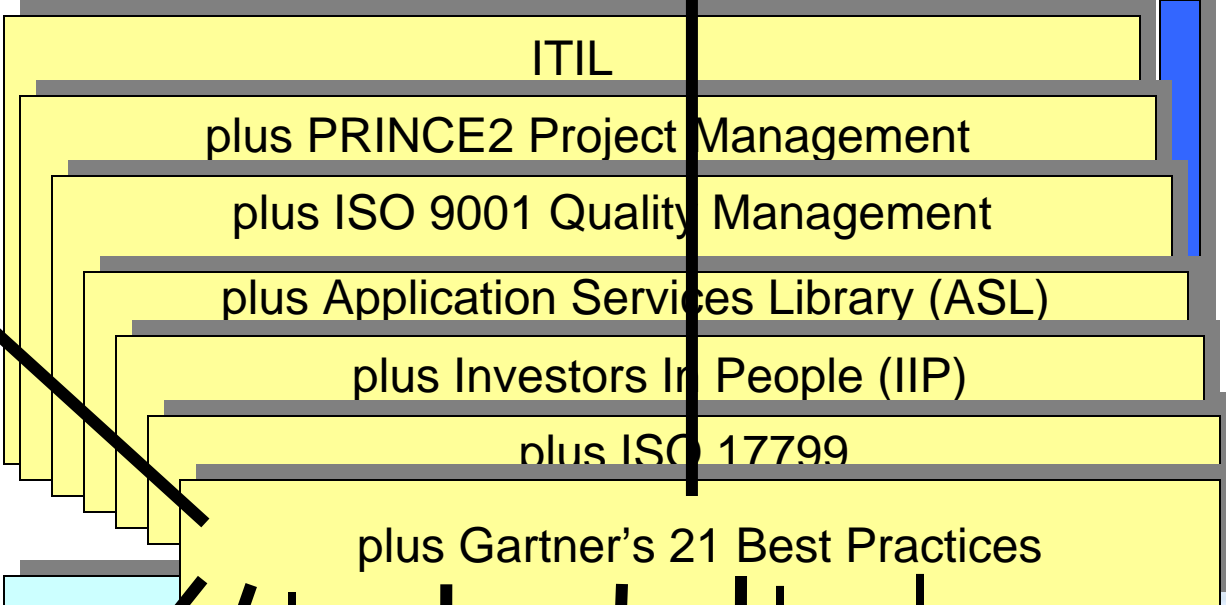 ITIL
plus PRINCE2 Project Management
plus ISO 9001 Quality Management
plus Application Services Library (ASL)
plus Investors In People (IIP)
plus ISO 17799
plus Gartner’s 21 Best Practices